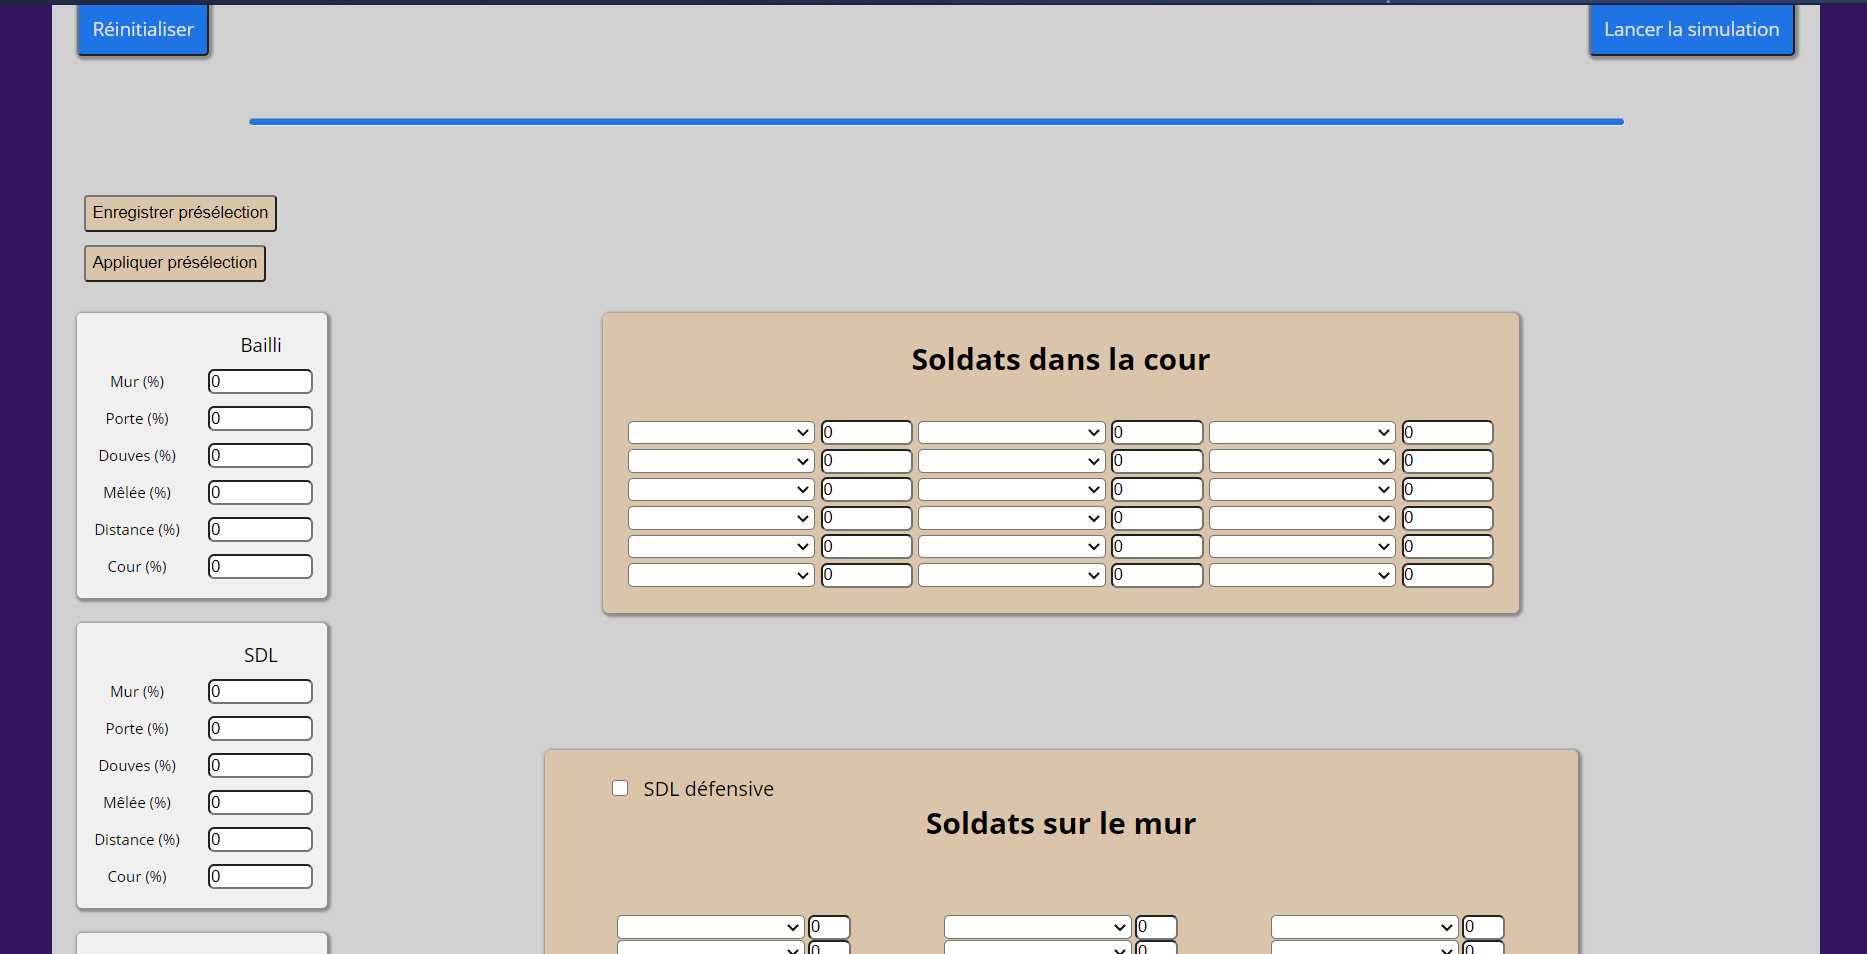 Réinitialiser
Lancer la simulation
Enregistrer présélection
Appliquer présélection
Bailli
Mur (%) 0
Porte (%) 0
Douves (%) 0
Mêlée (%) 0
Distance (%) 0
Cour (%) 0
Soldats dans la cour
0 0 0
0 0 0
0 0 0
0 0 0
0 0 0
0 0 0
SDL
Mur (%) 0
Porte (%) 0
Douves (%) 0
Mêlée (%) 0
Distance (%) 0
Cour (%) 0
SDL défensive
Soldats sur le mur
0 0 0
0 0 0